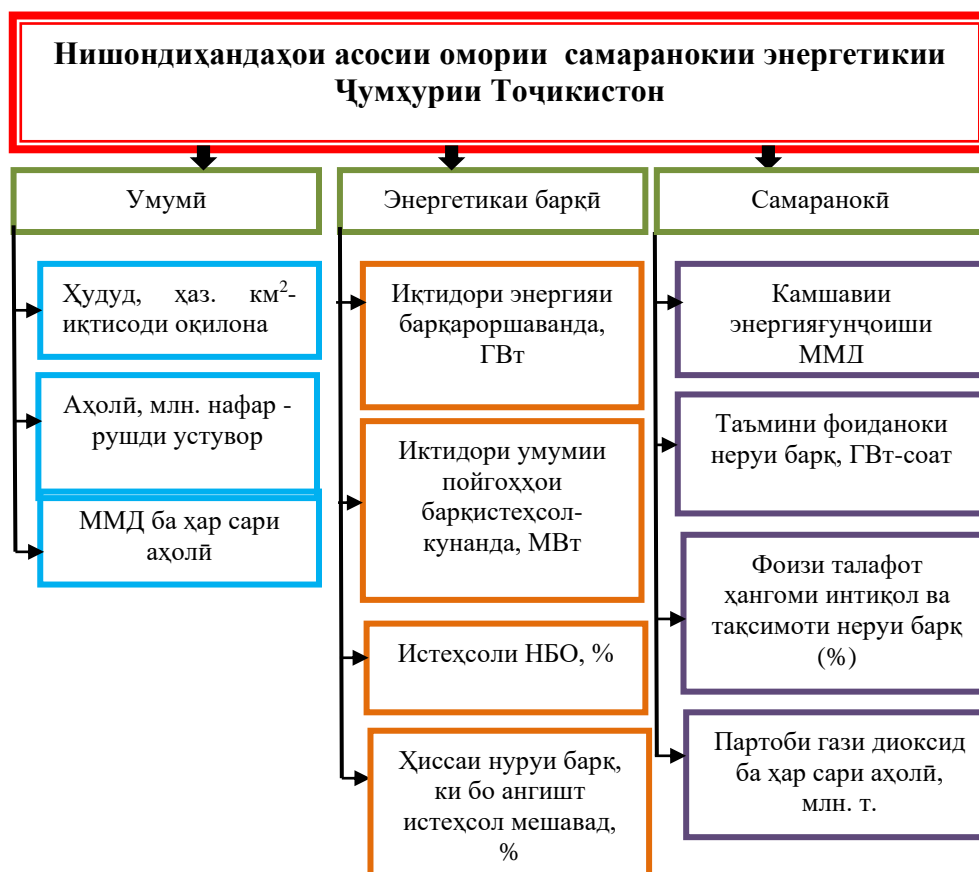 Нишондиҳандаҳои асосии омории самаранокии энергетикии
Ҷумҳурии Тоҷикистон
Умумӣ
Ҳудуд, ҳаз. км²-
иқтисоди оқилона
Аҳолӣ, млн. нафар -
рушди устувор
ММД ба ҳар сари
аҳолӣ
Энергетикаи барқӣ
Иқтидори энергияи
барқароршаванда,
ГВт
Иктидори умумии
пойгоҳҳои
барқистеҳсол-
кунанда, МВт
Истеҳсоли НБО, %
Ҳиссаи нуруи барқ,
ки бо ангишт
истеҳсол мешавад,
%
Самаранокӣ
Камшавии
энергияғунҷоиши
ММД
Таъмини фоиданоки
неруи барқ, ГВт-соат
Фоизи талафот
ҳангоми интиқол ва
тақсимоти неруи барқ
(%)
Партоби гази диоксид
ба ҳар сари аҳолӣ,
млн. т.